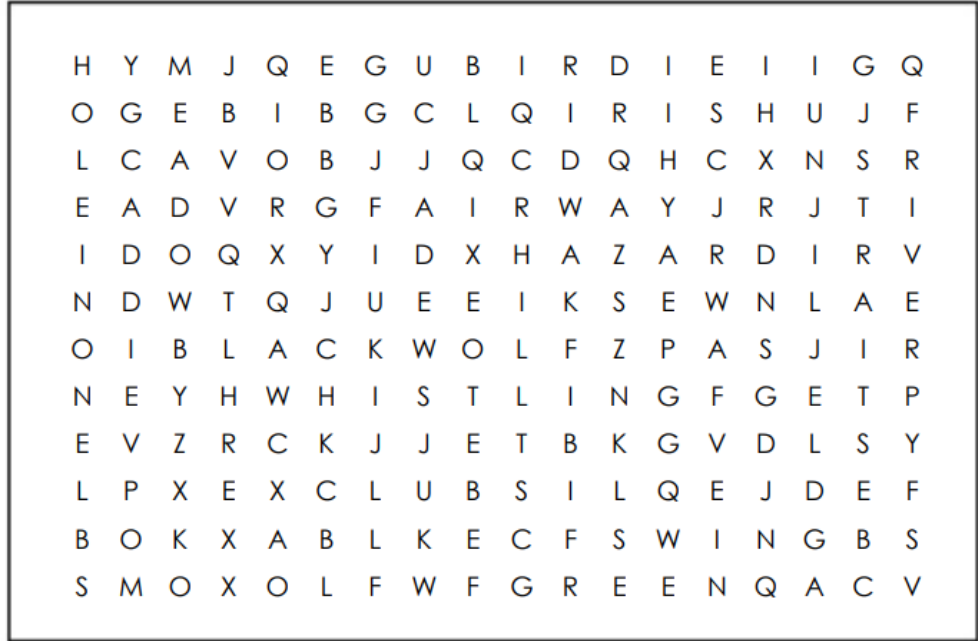 H Y M J Q E G U B I R D I E I I G Q
O G E B I B G C L Q I R I S H U J F
L C A V O B J J Q C D Q H C X N S R
E A D V R G F A I R W A Y J R J T I
I D O Q X Y I D X H A Z A R D I R V
N D W T Q J U E E I K S E W N L A E
O I B L A C K W O L F Z P A S J I R
N E Y H W H I S T L I N G F G E T P
E V Z R C K J J E T B K G V D L S Y
L P X E X C L U B S I L Q E J D E F
B O K X A B L K E C F S W I N G B S
S M O X O L F W F G R E E N Q A C V